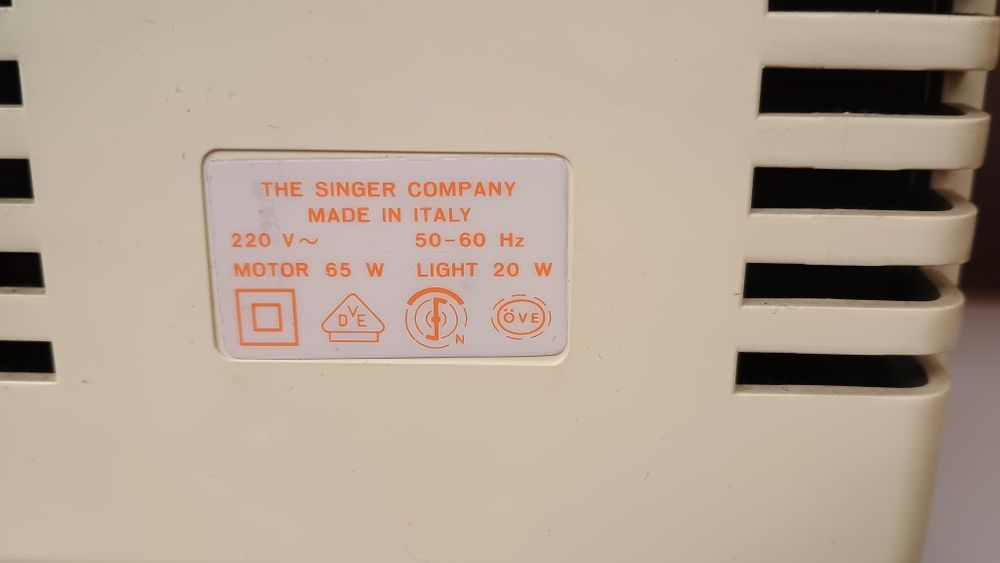 THE SINGER COMPANY
MADE IN ITALY
220 V~ 50-60 Hz
MOTOR 65 W LIGHT 20 W
DVE N ÖVE